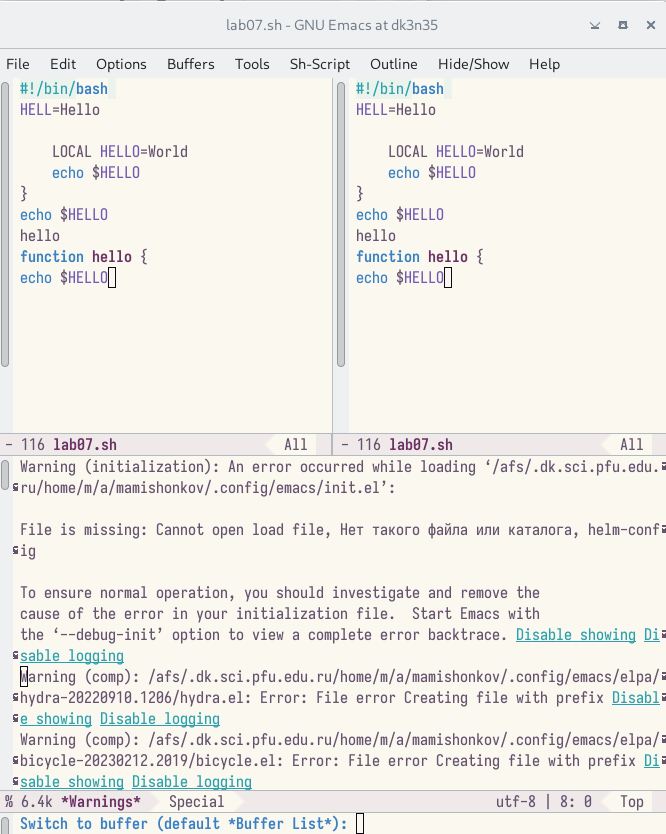 lab07.sh - GNU Emacs at dk3n35
File Edit Options Buffers Tools Sh-Script Outline Hide/Show Help
#!/bin/bash
HELL=Hello
LOCAL HELLO=World
echo $HELLO
}
echo $HELLO
hello
function hello {
echo $HELLO
- 116 lab07.sh All
#!/bin/bash
HELL=Hello
LOCAL HELLO=World
echo $HELLO
}
echo $HELLO
hello
function hello {
echo $HELLO
- 116 lab07.sh All
Warning (initialization): An error occurred while loading ‘/afs/.dk.sci.pfu.edu.
ru/home/m/a/mamishonkov/.config/emacs/init.el’:
File is missing: Cannot open load file, Нет такого файла или каталога, helm-conf
ig
To ensure normal operation, you should investigate and remove the
cause of the error in your initialization file.  Start Emacs with
the ‘--debug-init’ option to view a complete error backtrace. Disable showing Di
sable logging
Warning (comp): /afs/.dk.sci.pfu.edu.ru/home/m/a/mamishonkov/.config/emacs/elpa/
hydra-20220910.1206/hydra.el: Error: File error Creating file with prefix Disabl
e showing Disable logging
Warning (comp): /afs/.dk.sci.pfu.edu.ru/home/m/a/mamishonkov/.config/emacs/elpa/
bicycle-20230212.2019/bicycle.el: Error: File error Creating file with prefix Di
sable showing Disable logging
% 6.4k *Warnings* Special utf-8 | 8: 0 Top
Switch to buffer (default *Buffer List*):